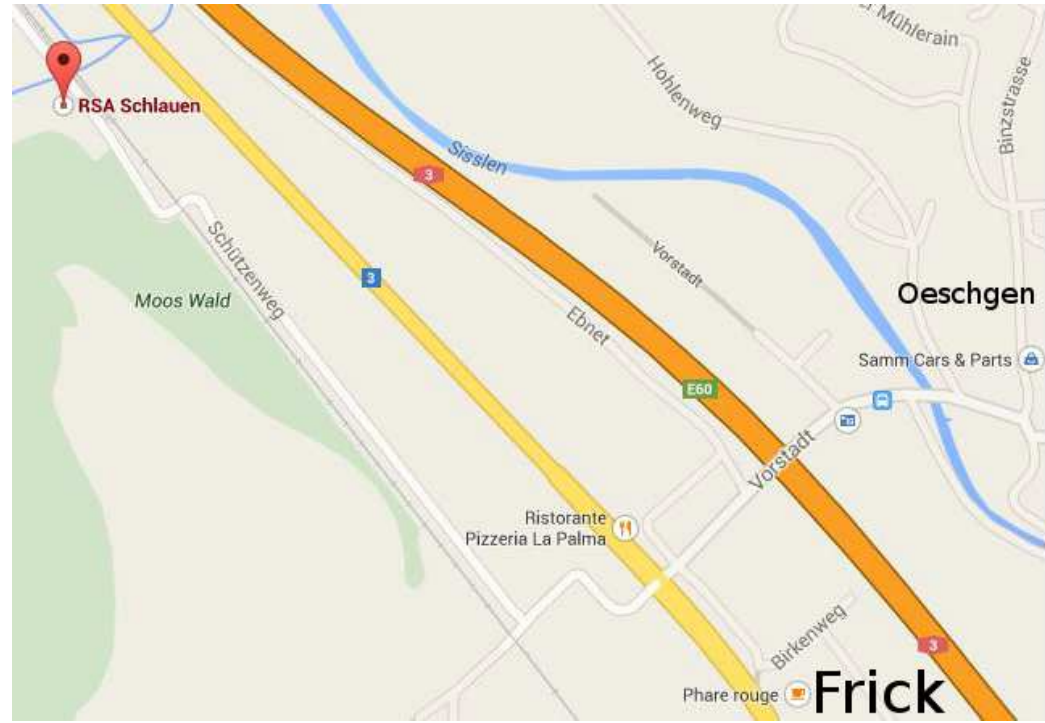 er Mühlerain
Hohlenweg
Binzstrasse
RSA Schlauen
Sisslen
3
Schützenweg
Vorstadt
3
Moos Wald
Oeschgen
Ebnet
Samm Cars & Parts
E60
Vorstadt
Ristorante
Pizzeria La Palma
Birkenweg
3
Phare rouge
Frick